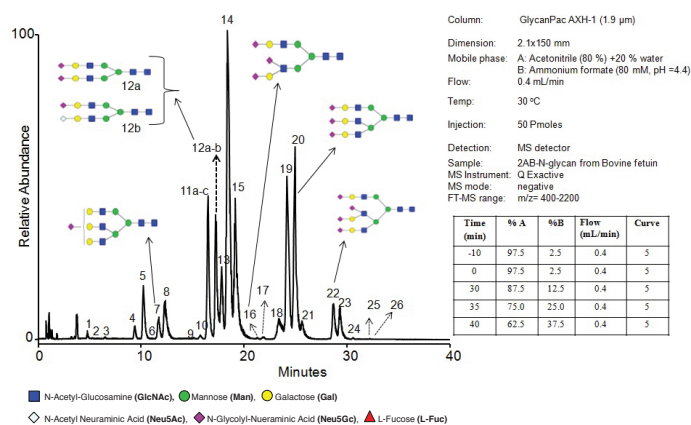 Relative Abundance
100
0
0
10
20
30
40
Minutes
12a
12b
1
2
3
4
5
6
7
8
9
10
11a-c
12a-b
13
14
15
16
17
18
19
20
21
22
23
24
25
26
N-Acetyl-Glucosamine (GlcNAc), Mannose (Man), Galactose (Gal)
N-Acetyl Neuraminic Acid (Neu5Ac), N-Glycolyl-Nueraminic Acid (Neu5Gc), L-Fucose (L-Fuc)
Column: GlycanPac AXH-1 (1.9 µm)
Dimension: 2.1x150 mm
Mobile phase: A: Acetonitrile (80 %) +20 % water
B: Ammonium formate (80 mM, pH =4.4)
Flow: 0.4 mL/min
Temp: 30 ºC
Injection: 50 Pmoles
Detection: MS detector
Sample: 2AB-N-glycan from Bovine fetuin
MS Instrument: Q Exactive
MS mode: negative
FT-MS range: m/z= 400-2200
Time (min) % A %B Flow (mL/min) Curve
-10 97.5 2.5 0.4 5
0 97.5 2.5 0.4 5
30 87.5 12.5 0.4 5
35 75.0 25.0 0.4 5
40 62.5 37.5 0.4 5